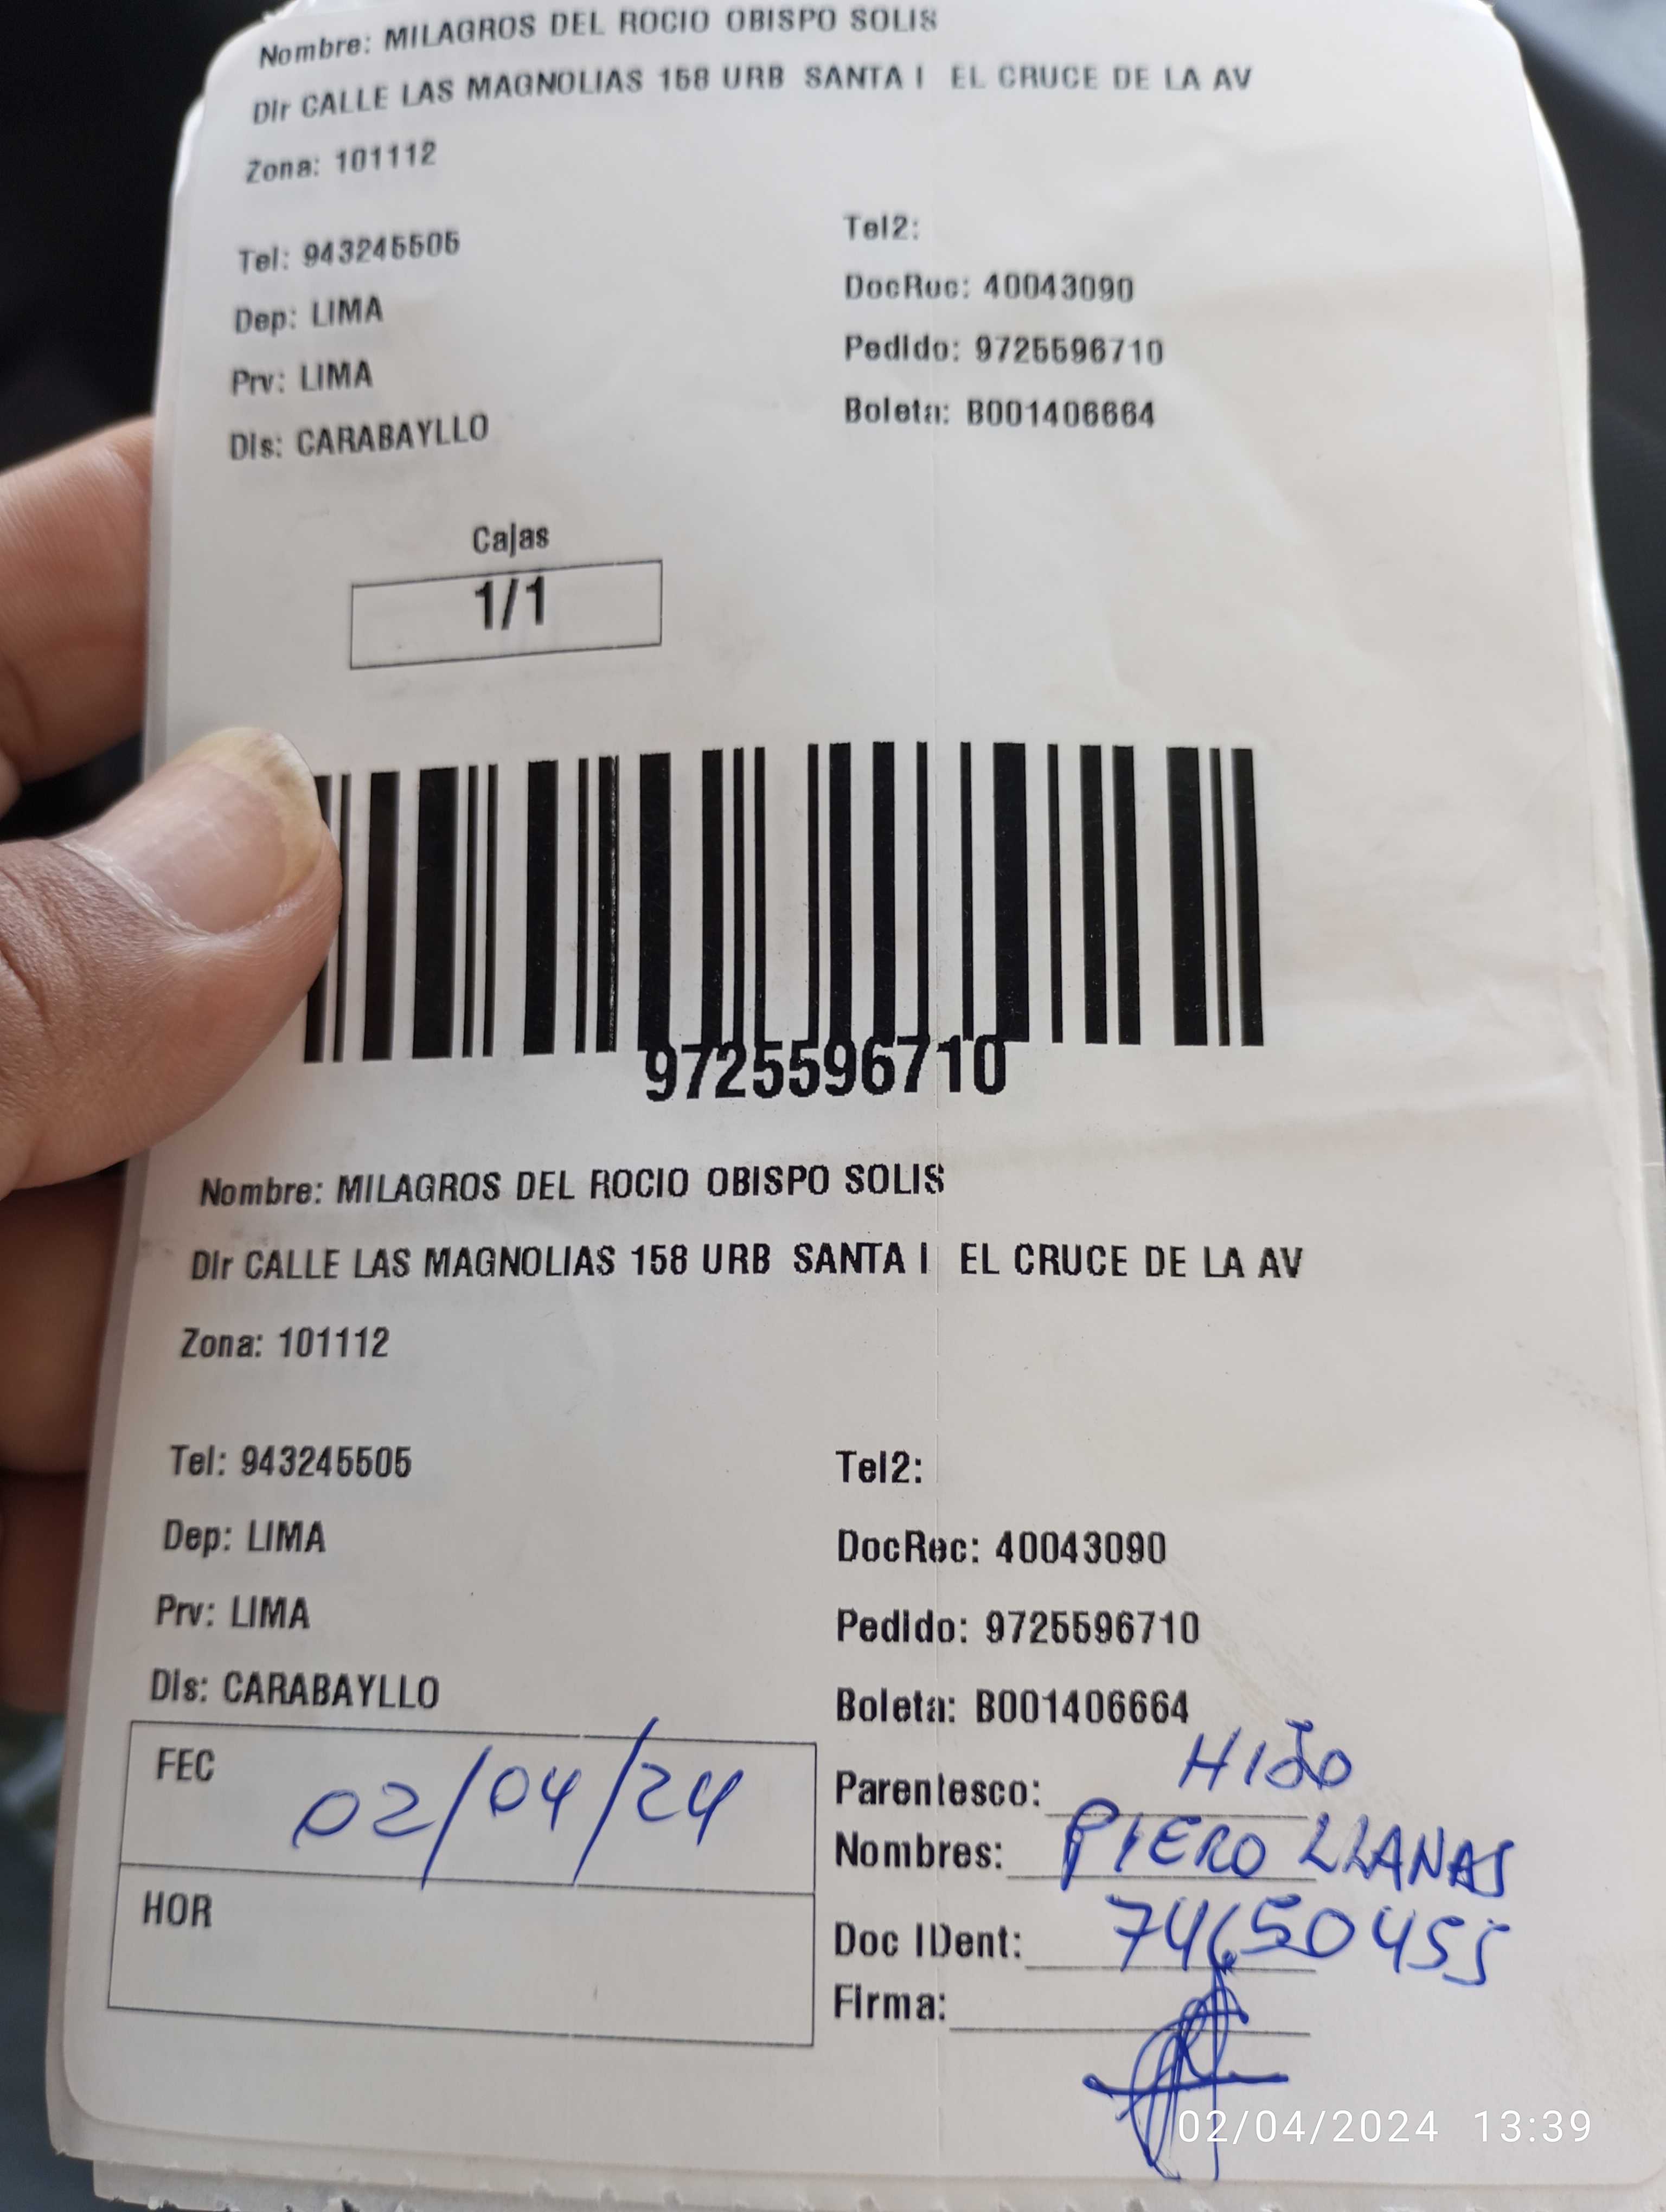 Nombre: MILAGROS DEL ROCIO OBISPO SOLIS
Dir CALLE LAS MAGNOLIAS 158 URB SANTA I EL CRUCE DE LA AV
Zona: 101112
Tel: 943245505
Tel2:
Dep: LIMA
DocRuc: 40043090
Prv: LIMA
Pedido: 9725596710
Dis: CARABAYLLO
Boleta: B001406664
Cajas
1/1
9725596710
Nombre: MILAGROS DEL ROCIO OBISPO SOLIS
Dir CALLE LAS MAGNOLIAS 158 URB SANTA I EL CRUCE DE LA AV
Zona: 101112
Tel: 943245505
Tel2:
Dep: LIMA
DocRec: 40043090
Prv: LIMA
Pedido: 9725596710
Dis: CARABAYLLO
Boleta: B001406664
FEC 02/04/24
HOR
Parentesco: HIJO
Nombres: PIERO LLANAS
Doc IDent: 74650455
Firma:
02/04/2024 13:39